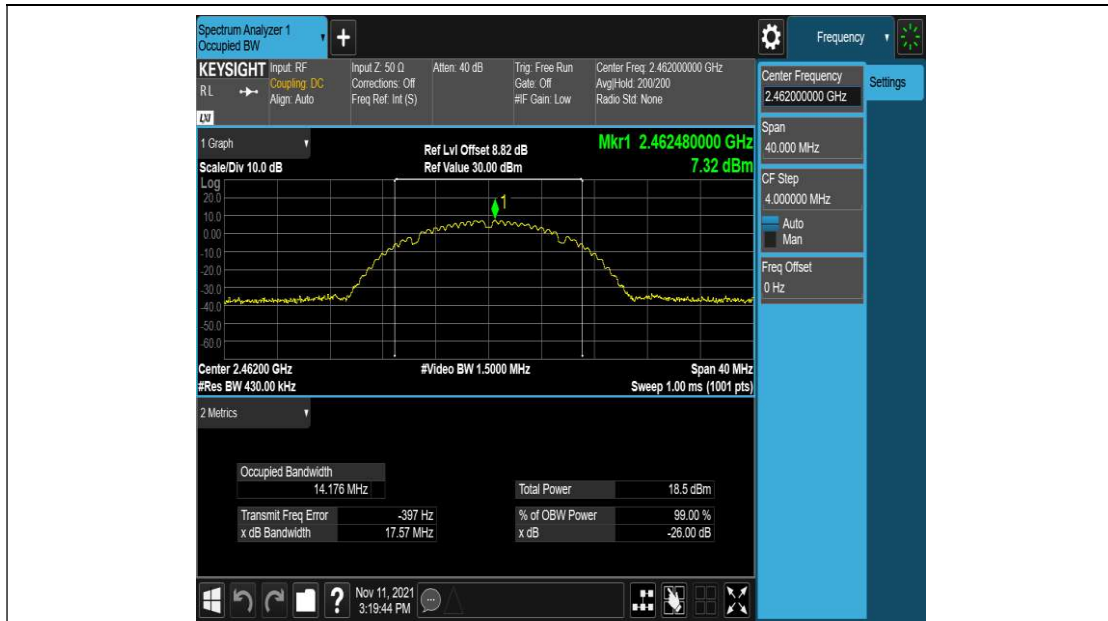 Spectrum Analyzer 1
Occupied BW
+
Frequency
KEYSIGHT
RL
LXI
Input: RF
Coupling: DC
Align: Auto
Input Z: 50 Ω
Corrections: Off
Freq Ref: Int (S)
Atten: 40 dB
Trig: Free Run
Gate: Off
#IF Gain: Low
Center Freq: 2.462000000 GHz
Avg|Hold: 200/200
Radio Std: None
Center Frequency
2.462000000 GHz
Settings
Span
40.000 MHz
CF Step
4.000000 MHz
Auto
Man
Freq Offset
0 Hz
1 Graph
Scale/Div 10.0 dB
Ref Lvl Offset 8.82 dB
Ref Value 30.00 dBm
Mkr1 2.462480000 GHz
7.32 dBm
Log
20.0
10.0
0.00
-10.0
-20.0
-30.0
-40.0
-50.0
-60.0
1
Center 2.46200 GHz
#Video BW 1.5000 MHz
Span 40 MHz
#Res BW 430.00 kHz
Sweep 1.00 ms (1001 pts)
2 Metrics
Occupied Bandwidth
14.176 MHz
Total Power 18.5 dBm
Transmit Freq Error -397 Hz
% of OBW Power 99.00 %
x dB Bandwidth 17.57 MHz
x dB -26.00 dB
?
Nov 11, 2021
3:19:44 PM